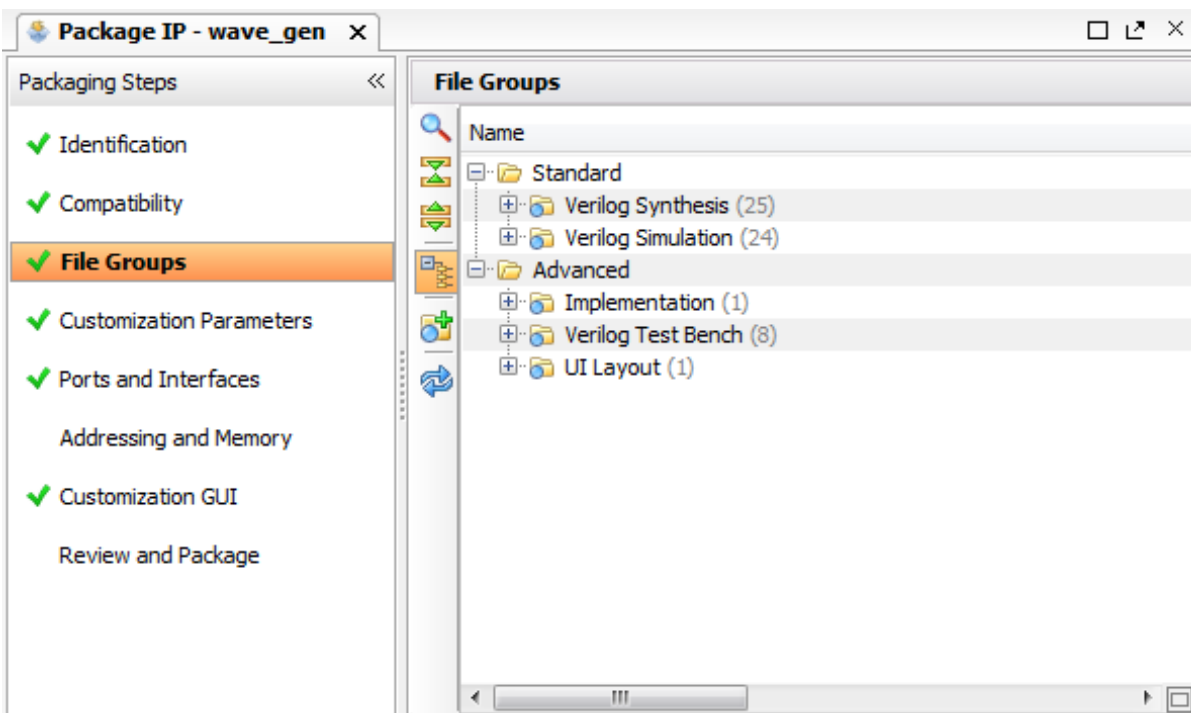 Package IP - wave_gen
Packaging Steps
Identification
Compatibility
File Groups
Customization Parameters
Ports and Interfaces
Addressing and Memory
Customization GUI
Review and Package
File Groups
Name
Standard
Verilog Synthesis (25)
Verilog Simulation (24)
Advanced
Implementation (1)
Verilog Test Bench (8)
UI Layout (1)